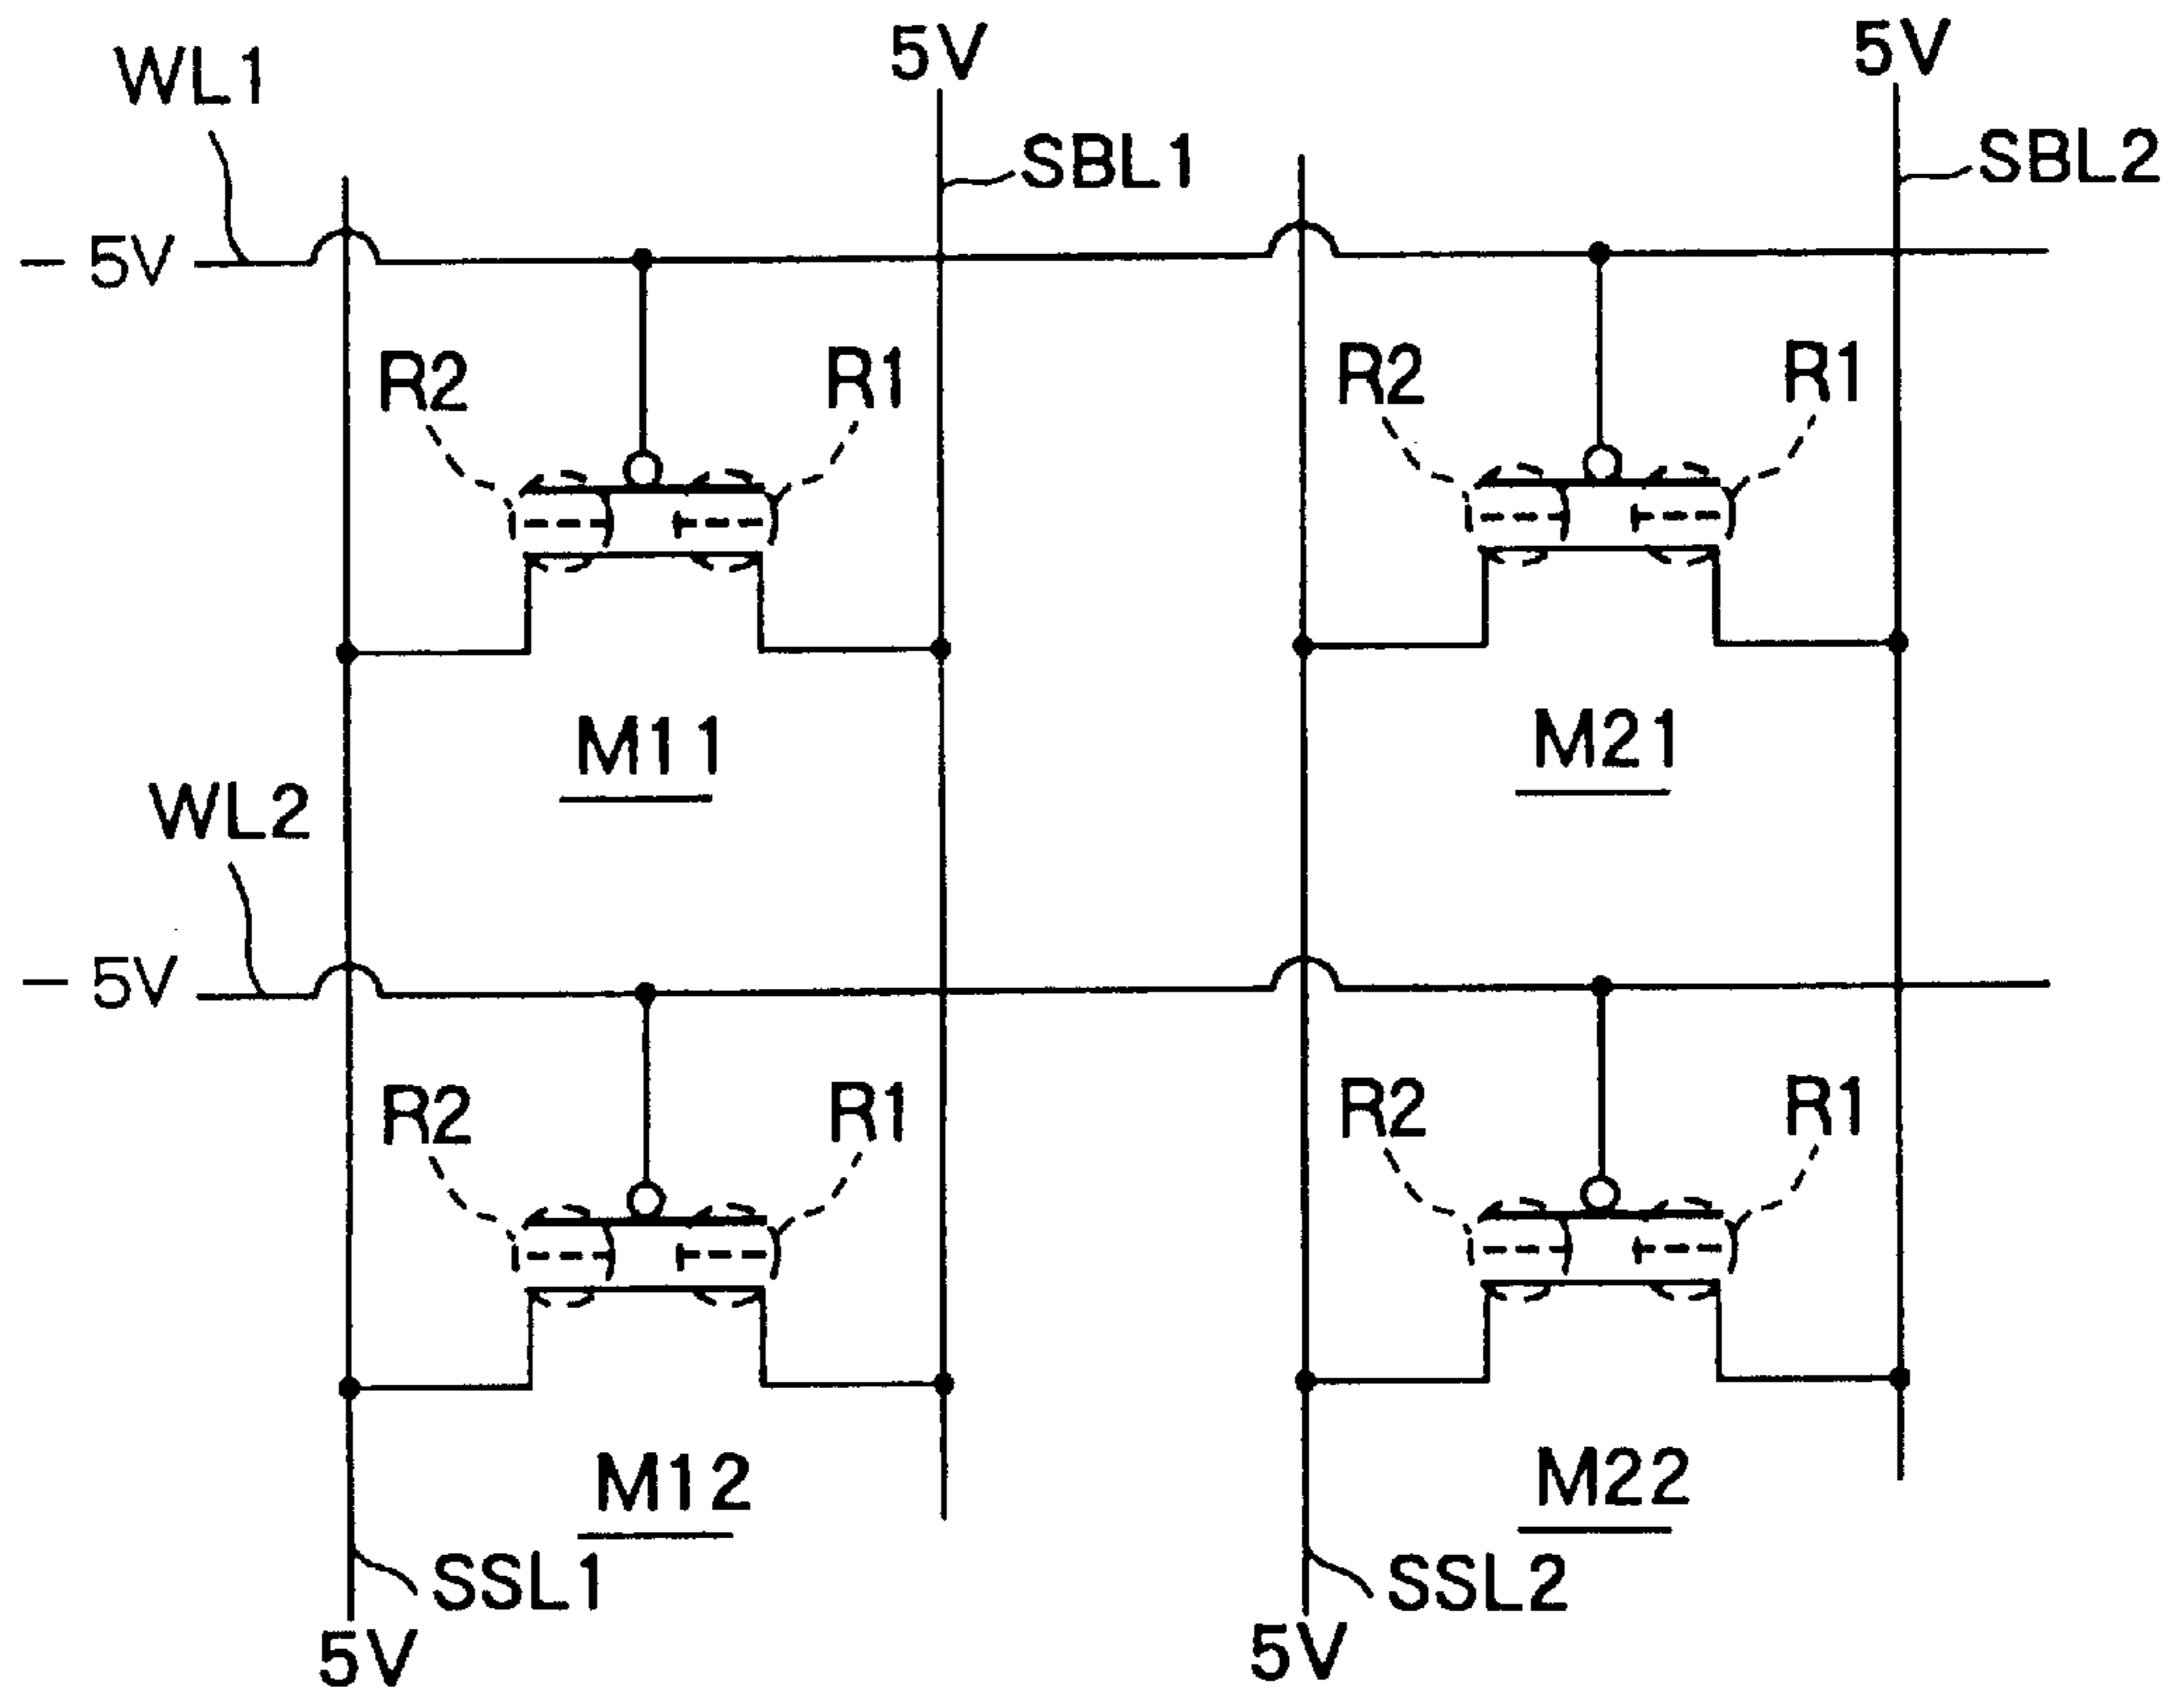 5V
5V
WL1
SBL1
SBL2
- 5V
R2
R1
R2
R1
M11
M21
WL2
- 5V
R2
R1
R2
R1
M12
M22
SSL1
SSL2
5V
5V